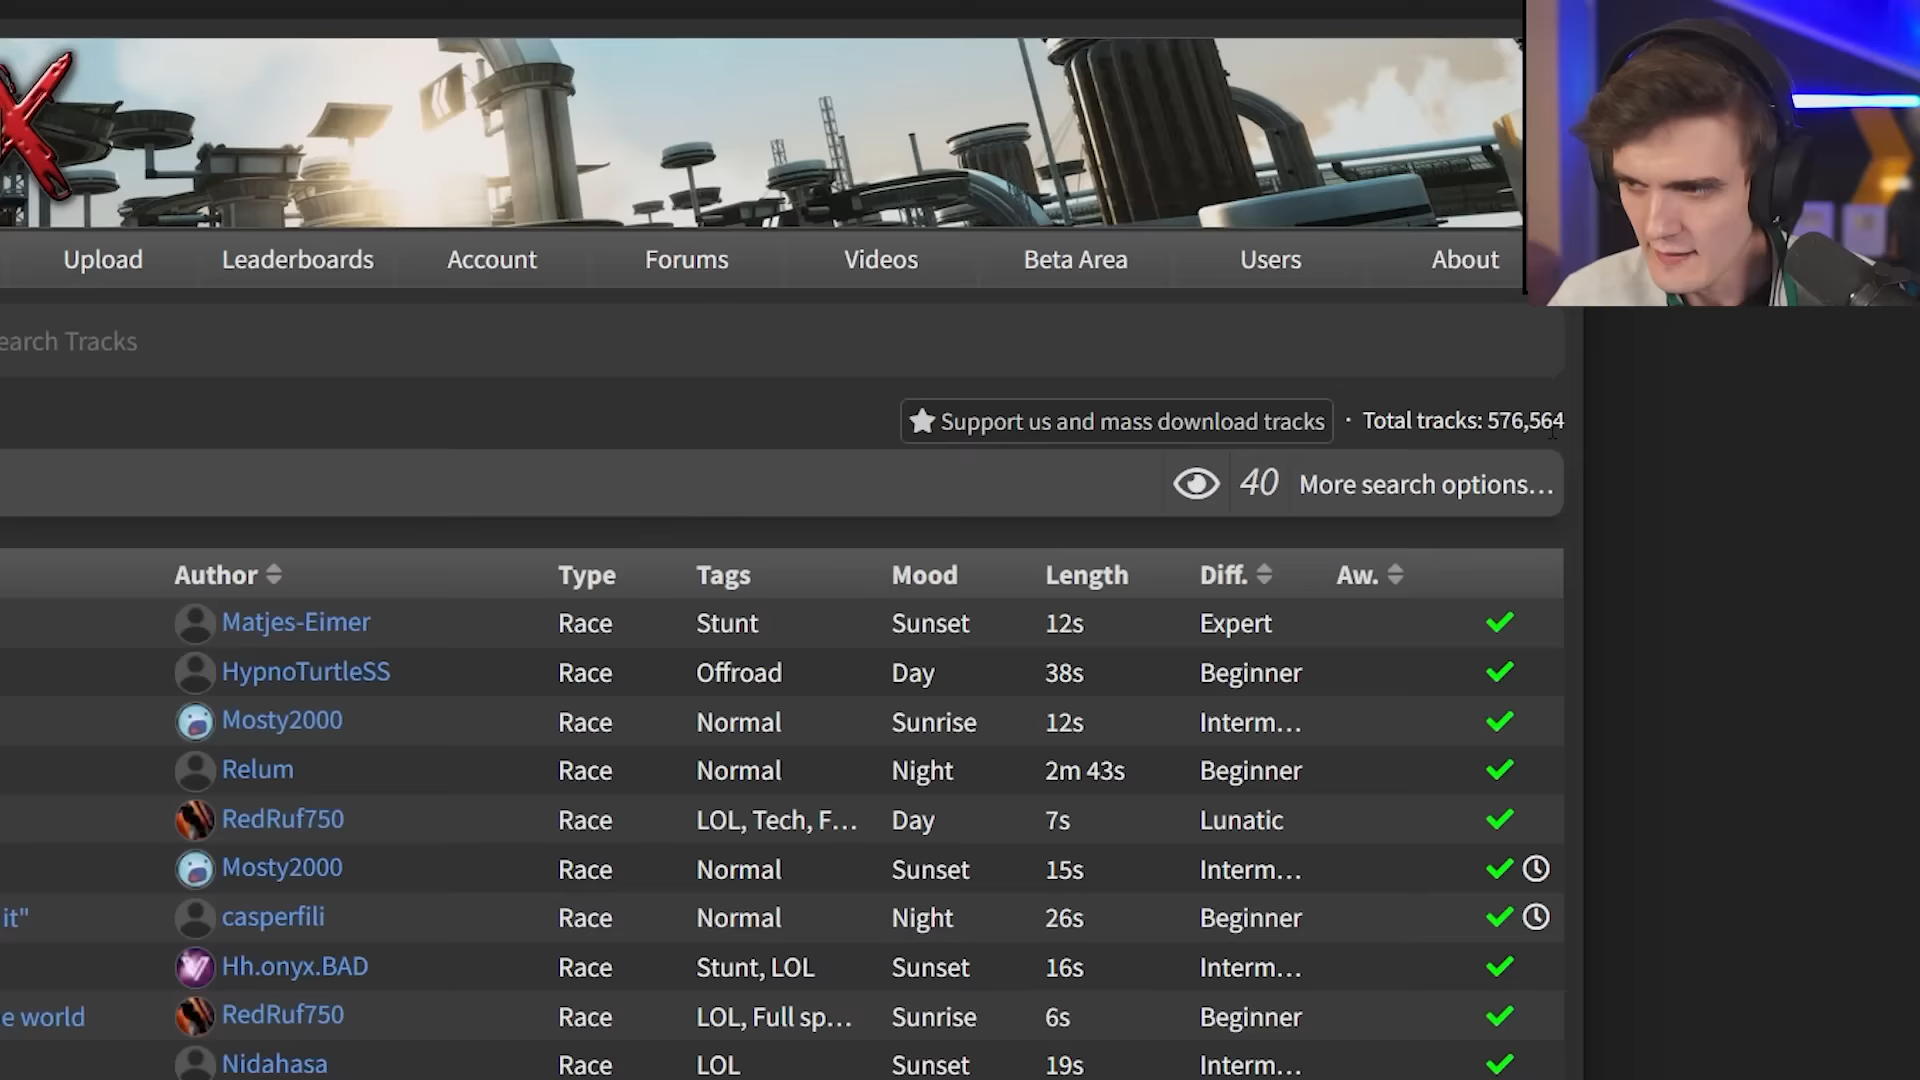 X
Upload Leaderboards Account Forums Videos Beta Area Users About
earch Tracks
Support us and mass download tracks · Total tracks: 576,564
40 More search options...
Author Type Tags Mood Length Diff. Aw.
Matjes-Eimer Race Stunt Sunset 12s Expert
HypnoTurtleSS Race Offroad Day 38s Beginner
Mosty2000 Race Normal Sunrise 12s Interm...
Relum Race Normal Night 2m 43s Beginner
RedRuf750 Race LOL, Tech, F... Day 7s Lunatic
Mosty2000 Race Normal Sunset 15s Interm...
it" casperfili Race Normal Night 26s Beginner
Hh.onyx.BAD Race Stunt, LOL Sunset 16s Interm...
e world RedRuf750 Race LOL, Full sp... Sunrise 6s Beginner
Nidahasa Race LOL Sunset 19s Interm...